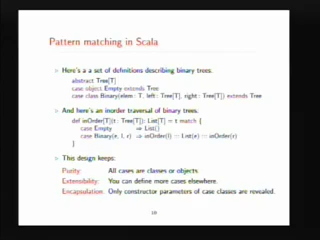 Pattern matching in Scala
Here's a a set of definitions describing binary trees.
abstract Tree[T]
case object Empty extends Tree
case class Binary(elem : T, left : Tree[T], right : Tree[T]) extends Tree
And here's an inorder traversal of binary trees.
def inOrder[T](t : Tree[T]): List[T] = t match {
case Empty ⇒ List()
case Binary(e, l, r) ⇒ inOrder(l) ::: List(e) ::: inOrder(r)
}
This design keeps:
Purity: All cases are classes or objects.
Extensibility: You can define more cases elsewhere.
Encapsulation: Only constructor parameters of case classes are revealed.